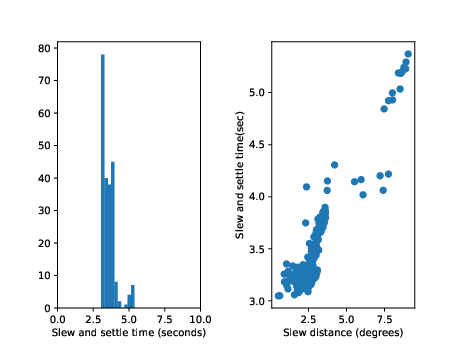 80
70
60
50
40
30
20
10
0
0.0 2.5 5.0 7.5 10.0
Slew and settle time (seconds)
Slew and settle time(sec)
5.0
4.5
4.0
3.5
3.0
2.5 5.0 7.5
Slew distance (degrees)